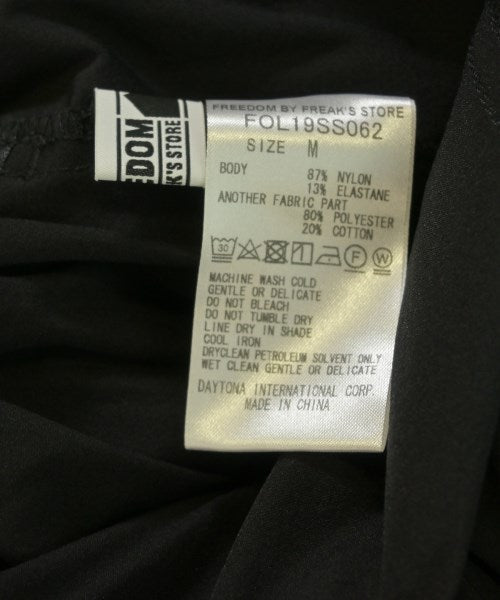 EDOM
K'S STORE
FREEDOM BY FREAK'S STORE
FOL19SS062
SIZE M
BODY 87% NYLON
13% ELASTANE
ANOTHER FABRIC PART
80% POLYESTER
20% COTTON
30 F W
MACHINE WASH COLD
GENTLE OR DELICATE
DO NOT BLEACH
DO NOT TUMBLE DRY
LINE DRY IN SHADE
COOL IRON
DRYCLEAN PETROLEUM SOLVENT ONLY
WET CLEAN GENTLE OR DELICATE
DAYTONA INTERNATIONAL CORP.
MADE IN CHINA